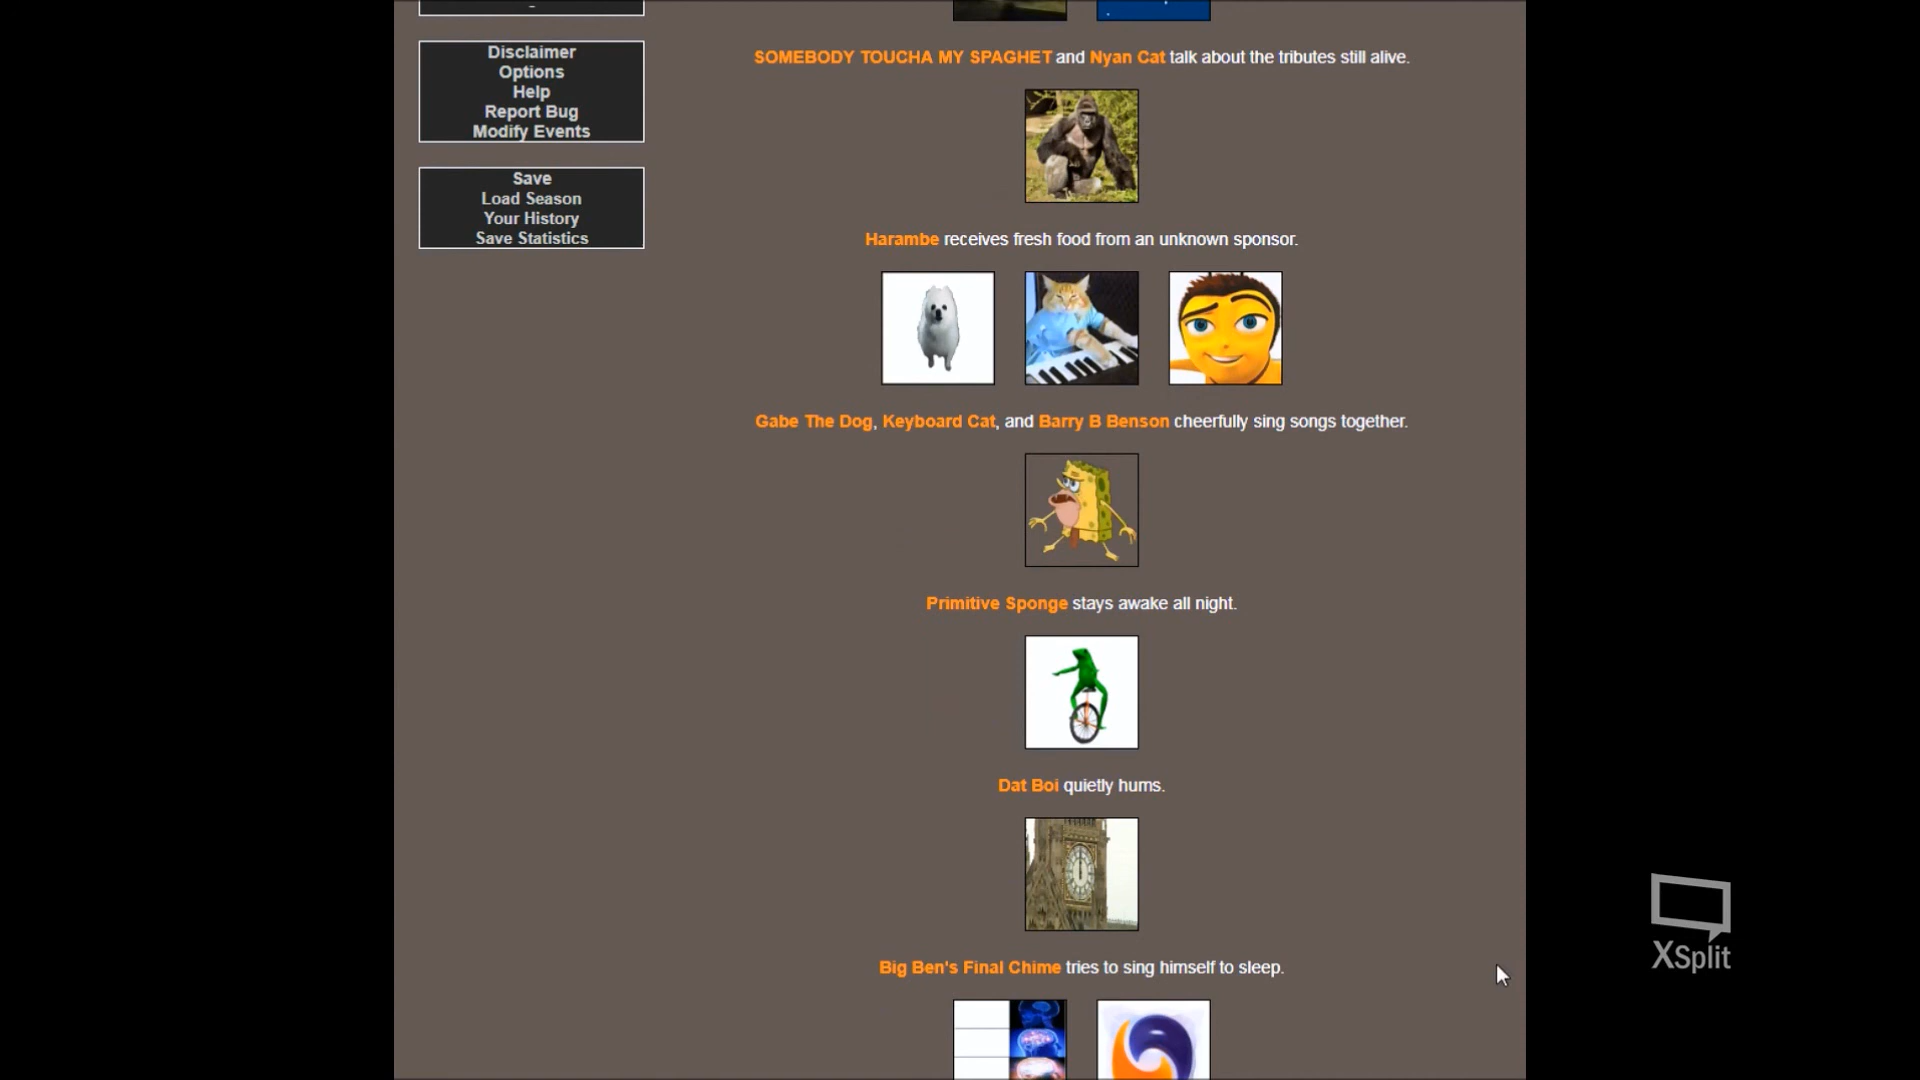 Disclaimer
Options
Help
Report Bug
Modify Events
Save
Load Season
Your History
Save Statistics
SOMEBODY TOUCHA MY SPAGHET and Nyan Cat talk about the tributes still alive.
Harambe receives fresh food from an unknown sponsor.
Gabe The Dog, Keyboard Cat, and Barry B Benson cheerfully sing songs together.
Primitive Sponge stays awake all night.
Dat Boi quietly hums.
Big Ben's Final Chime tries to sing himself to sleep.
XSplit